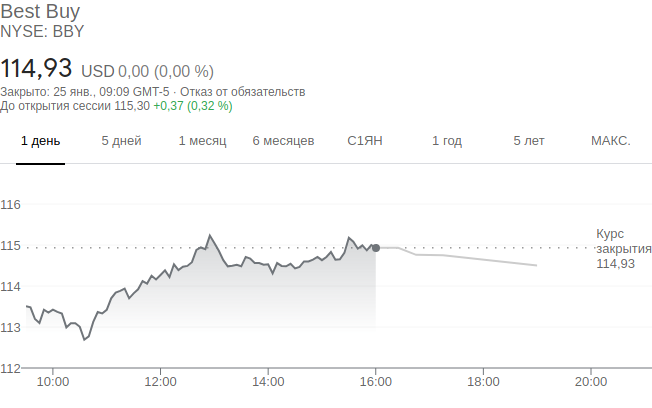 Best Buy
NYSE: BBY
114,93 USD 0,00 (0,00 %)
Закрыто: 25 янв., 09:09 GMT-5 · Отказ от обязательств
До открытия сессии 115,30 +0,37 (0,32 %)
1 день 5 дней 1 месяц 6 месяцев С1ЯН 1 год 5 лет МАКС.
116
115
114
113
112
Курс
закрытия
114,93
10:00 12:00 14:00 16:00 18:00 20:00